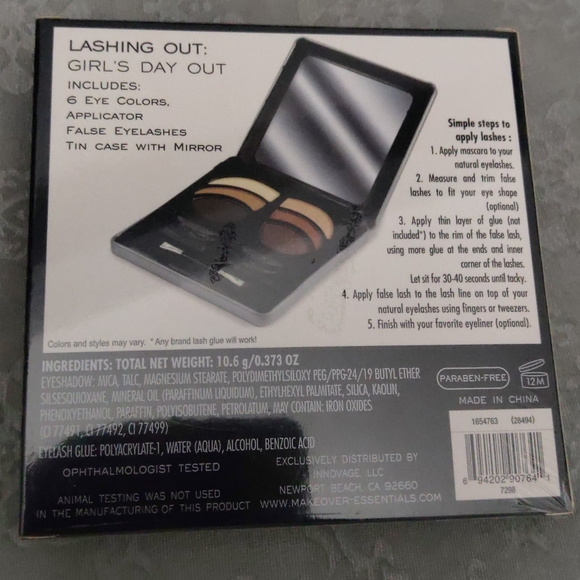 LASHING OUT:
GIRL'S DAY OUT
INCLUDES:
6 EYE COLORS,
APPLICATOR
FALSE EYELASHES
TIN CASE WITH MIRROR
Simple steps to
apply lashes :
1. Apply mascara to your
natural eyelashes.
2. Measure and trim false
lashes to fit your eye shape
(optional)
3. Apply thin layer of glue (not
included*) to the rim of the false lash,
using more glue at the ends and inner
corner of the lashes.
Let sit for 30-40 seconds until tacky.
4. Apply false lash to the lash line on top of your
natural eyelashes using fingers or tweezers.
5. Finish with your favorite eyeliner (optional).
Colors and styles may vary. * Any brand lash glue will work!
INGREDIENTS: TOTAL NET WEIGHT: 10.6 g/0.373 OZ
EYESHADOW: MICA, TALC, MAGNESIUM STEARATE, POLYDIMETHYLSILOXY PEG/PPG-24/19 BUTYL ETHER
SILSESQUIOXANE, MINERAL OIL (PARAFFINUM LIQUIDUM), ETHYLHEXYL PALMITATE, SILICA, KAOLIN,
PHENOXYETHANOL, PARAFFIN, POLYISOBUTENE, PETROLATUM, MAY CONTAIN: IRON OXIDES
(CI 77491, CI 77492, CI 77499)
EYELASH GLUE: POLYACRYLATE-1, WATER (AQUA), ALCOHOL, BENZOIC ACID
OPHTHALMOLOGIST TESTED
ANIMAL TESTING WAS NOT USED
IN THE MANUFACTURING OF THIS PRODUCT
EXCLUSIVELY DISTRIBUTED BY
INNOVAGE, LLC
NEWPORT BEACH, CA 92660
WWW.MAKEOVER-ESSENTIALS.COM
PARABEN-FREE
12M
MADE IN CHINA
1654763 (28494)
6 94202 90764 1
7298